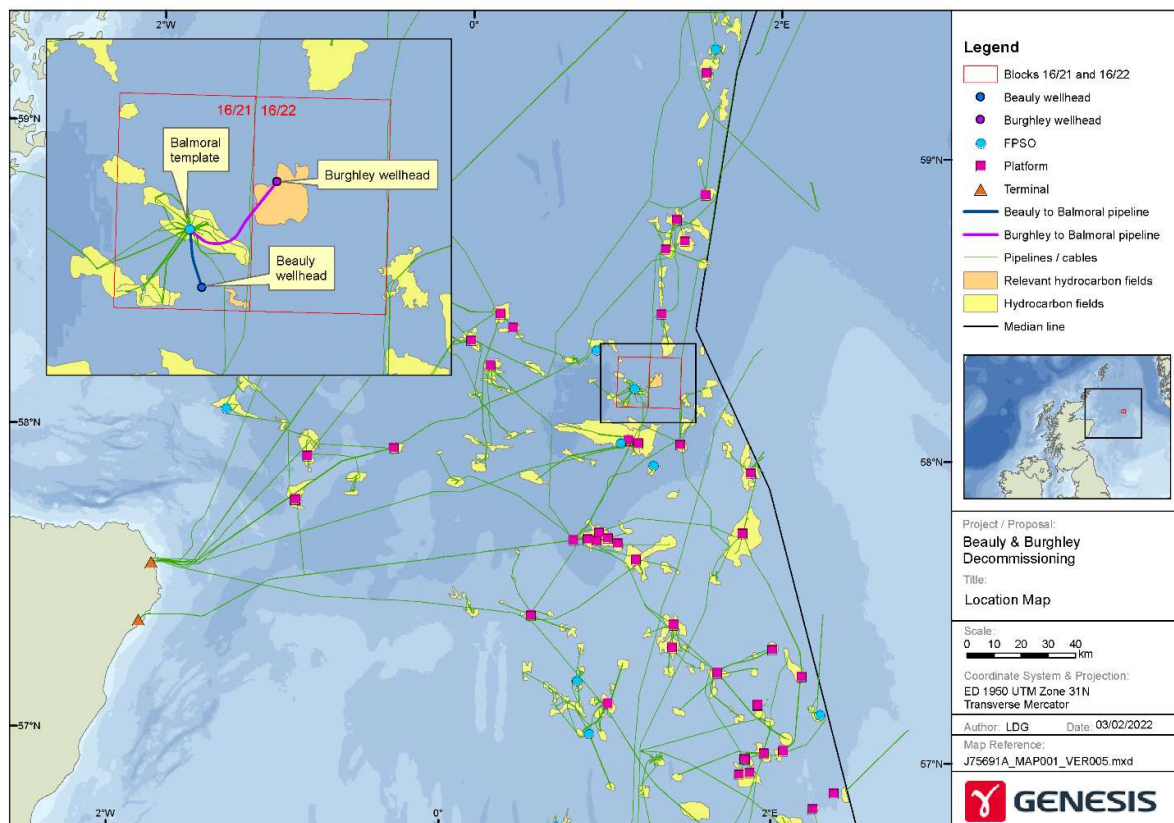 2°W
0°
2°E
59°N
59°N
58°N
58°N
57°N
57°N
2°W
0°
2°E
16/21
16/22
Balmoral
template
Burghley wellhead
Beauly
wellhead
Legend
Blocks 16/21 and 16/22
Beauly wellhead
Burghley wellhead
FPSO
Platform
Terminal
Beauly to Balmoral pipeline
Burghley to Balmoral pipeline
Pipelines / cables
Relevant hydrocarbon fields
Hydrocarbon fields
Median line
Project / Proposal:
Beauly & Burghley
Decommissioning
Title:
Location Map
Scale:
0 10 20 30 40
km
Coordinate System & Projection:
ED 1950 UTM Zone 31N
Transverse Mercator
Author: LDG Date: 03/02/2022
Map Reference:
J75691A_MAP001_VER005.mxd
GENESIS